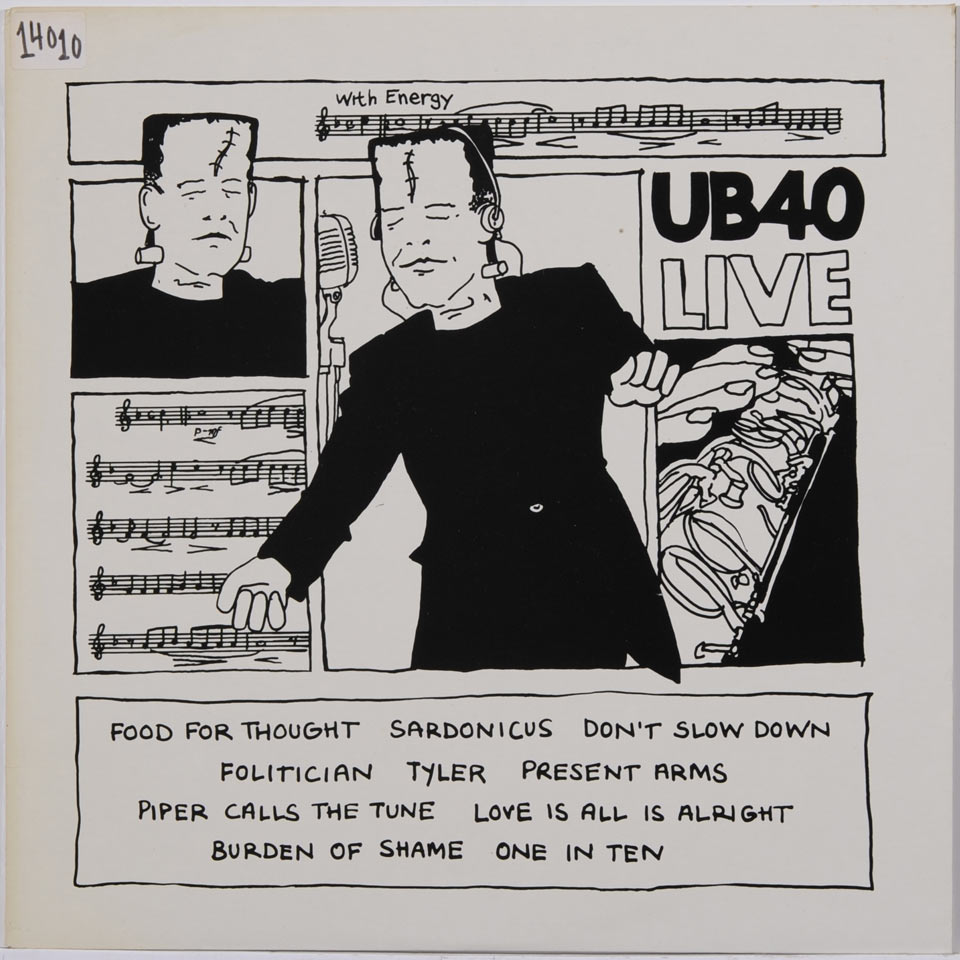 14010
With Energy
UB40
LIVE
p-mf
FOOD FOR THOUGHT SARDONICUS DON'T SLOW DOWN
FOLITICIAN TYLER PRESENT ARMS
PIPER CALLS THE TUNE LOVE IS ALL IS ALRIGHT
BURDEN OF SHAME ONE IN TEN